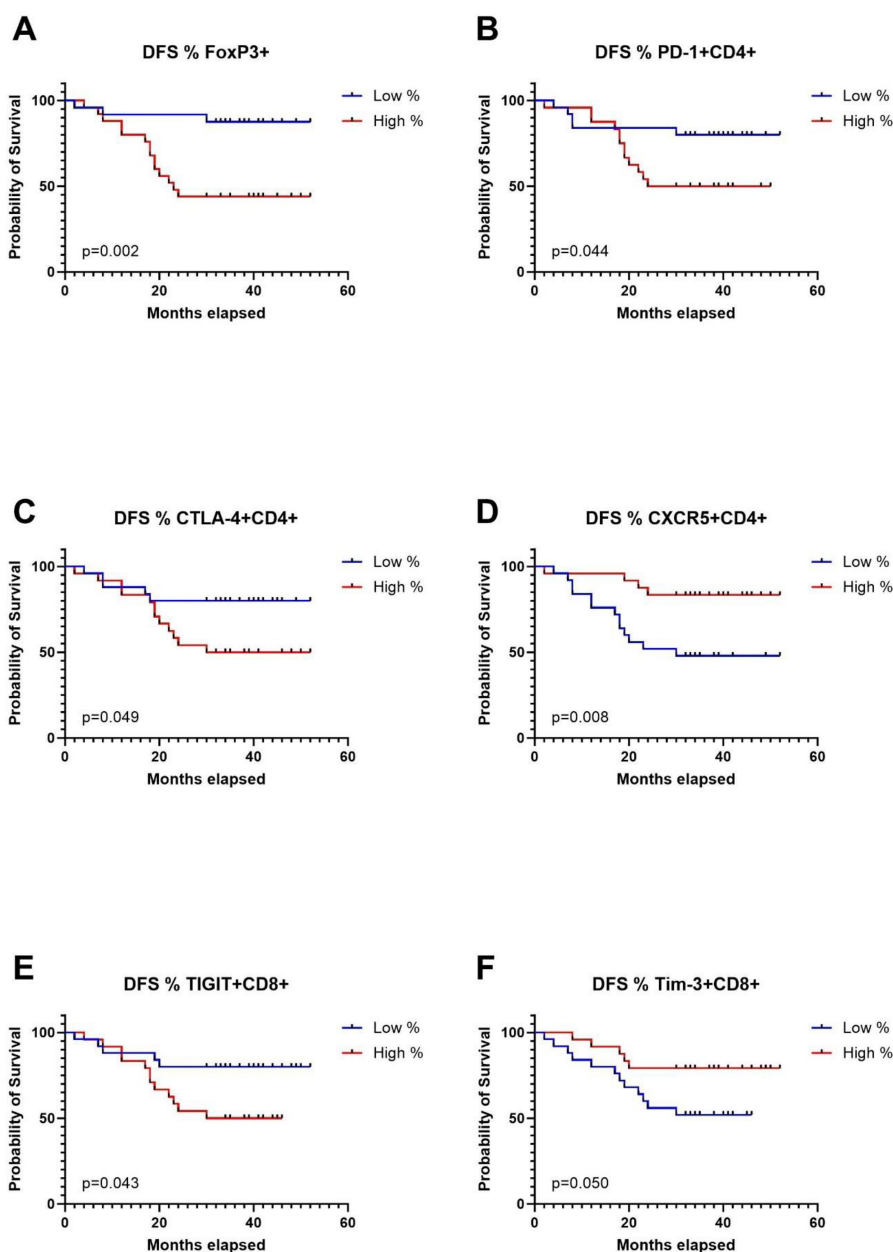 A
DFS % FoxP3+
Probability of Survival
100
50
0
0 20 40 60
Months elapsed
Low %
High %
p=0.002
B
DFS % PD-1+CD4+
Probability of Survival
100
50
0
0 20 40 60
Months elapsed
Low %
High %
p=0.044
C
DFS % CTLA-4+CD4+
Probability of Survival
100
50
0
0 20 40 60
Months elapsed
Low %
High %
p=0.049
D
DFS % CXCR5+CD4+
Probability of Survival
100
50
0
0 20 40 60
Months elapsed
Low %
High %
p=0.008
E
DFS % TIGIT+CD8+
Probability of Survival
100
50
0
0 20 40 60
Months elapsed
Low %
High %
p=0.043
F
DFS % Tim-3+CD8+
Probability of Survival
100
50
0
0 20 40 60
Months elapsed
Low %
High %
p=0.050